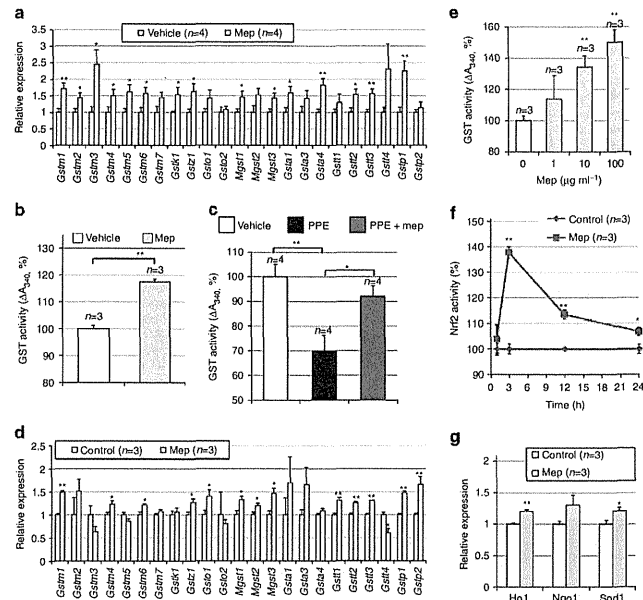 a
Vehicle (n=4) Mep (n=4)
Relative expression
3.5
3
2.5
2
1.5
1
0.5
0
Gstm1 Gstm2 Gstm3 Gstm4 Gstm5 Gstm6 Gstm7 Gstk1 Gstz1 Gsto1 Gsto2 Mgst1 Mgst2 Mgst3 Gsta1 Gsta3 Gsta4 Gstt1 Gstt2 Gstt3 Gstt4 Gstp1 Gstp2
b
Vehicle Mep
GST activity (ΔA340, %)
130
120
110
100
90
80
**
n=3
n=3
c
Vehicle PPE PPE + mep
GST activity (ΔA340, %)
110
100
90
80
70
60
50
**
*
n=4
n=4
n=4
d
Control (n=3) Mep (n=3)
Relative expression
2.5
2
1.5
1
0.5
0
Gstm1 Gstm2 Gstm3 Gstm4 Gstm5 Gstm6 Gstm7 Gstk1 Gstz1 Gsto1 Gsto2 Mgst1 Mgst2 Mgst3 Gsta1 Gsta3 Gsta4 Gstt1 Gstt2 Gstt3 Gstt4 Gstp1 Gstp2
e
GST activity (ΔA340, %)
160
140
120
100
80
n=3
n=3
**
n=3
**
n=3
0 1 10 100
Mep (μg ml−1)
f
Control (n=3)
Mep (n=3)
Nrf2 activity (%)
150
140
130
120
110
100
90
**
**
*
0 3 6 9 12 15 18 21 24
Time (h)
g
Control (n=3)
Mep (n=3)
Relative expression
2
1.5
1
0.5
0
**
*
Ho1 Nqo1 Sod1